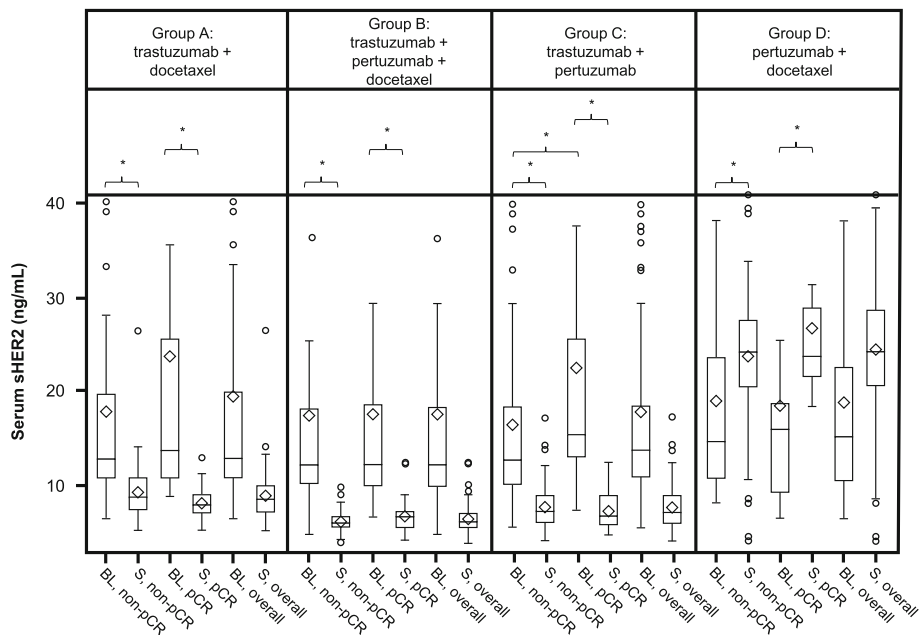 Group A:
trastuzumab +
docetaxel
Group B:
trastuzumab +
pertuzumab +
docetaxel
Group C:
trastuzumab +
pertuzumab
Group D:
pertuzumab +
docetaxel
* * * * * * * * *
40
30
20
10
Serum sHER2 (ng/mL)
BL, non-pCR
S, non-pCR
BL, pCR
S, pCR
BL, overall
S, overall
BL, non-pCR
S, non-pCR
BL, pCR
S, pCR
BL, overall
S, overall
BL, non-pCR
S, non-pCR
BL, pCR
S, pCR
BL, overall
S, overall
BL, non-pCR
S, non-pCR
BL, pCR
S, pCR
BL, overall
S, overall